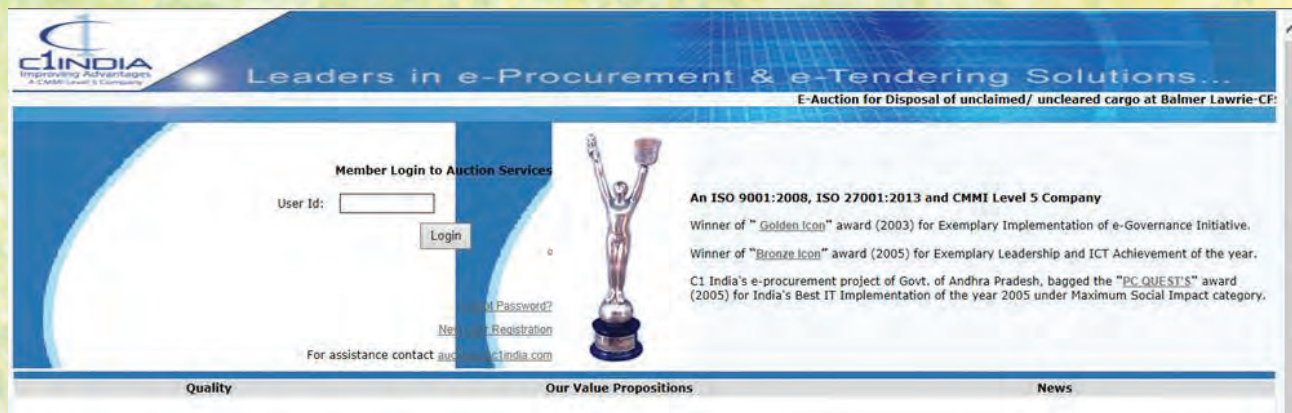 C1INDIA
Improving Advantages
A CMMI Level 5 Company
Leaders in e-Procurement & e-Tendering Solutions...
E-Auction for Disposal of unclaimed/ uncleared cargo at Balmer Lawrie-CFS
Member Login to Auction Services
User Id:
Login
Password?
New Registration
For assistance contact
An ISO 9001:2008, ISO 27001:2013 and CMMI Level 5 Company
Winner of " Golden Icon" award (2003) for Exemplary Implementation of e-Governance Initiative.
Winner of "Bronze Icon" award (2005) for Exemplary Leadership and ICT Achievement of the year.
C1 India's e-procurement project of Govt. of Andhra Pradesh, bagged the "PC QUEST'S" award
(2005) for India's Best IT Implementation of the year 2005 under Maximum Social Impact category.
Quality Our Value Propositions News